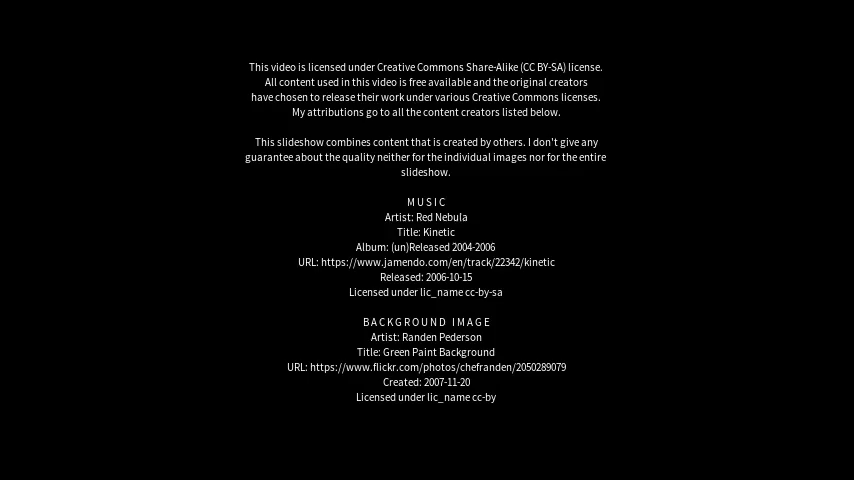 This video is licensed under Creative Commons Share-Alike (CC BY-SA) license.
All content used in this video is free available and the original creators
have chosen to release their work under various Creative Commons licenses.
My attributions go to all the content creators listed below.
This slideshow combines content that is created by others. I don't give any
guarantee about the quality neither for the individual images nor for the entire
slideshow.
MUSIC
Artist: Red Nebula
Title: Kinetic
Album: (un)Released 2004-2006
URL: https://www.jamendo.com/en/track/22342/kinetic
Released: 2006-10-15
Licensed under lic_name cc-by-sa
BACKGROUND IMAGE
Artist: Randen Pederson
Title: Green Paint Background
URL: https://www.flickr.com/photos/chefranden/2050289079
Created: 2007-11-20
Licensed under lic_name cc-by